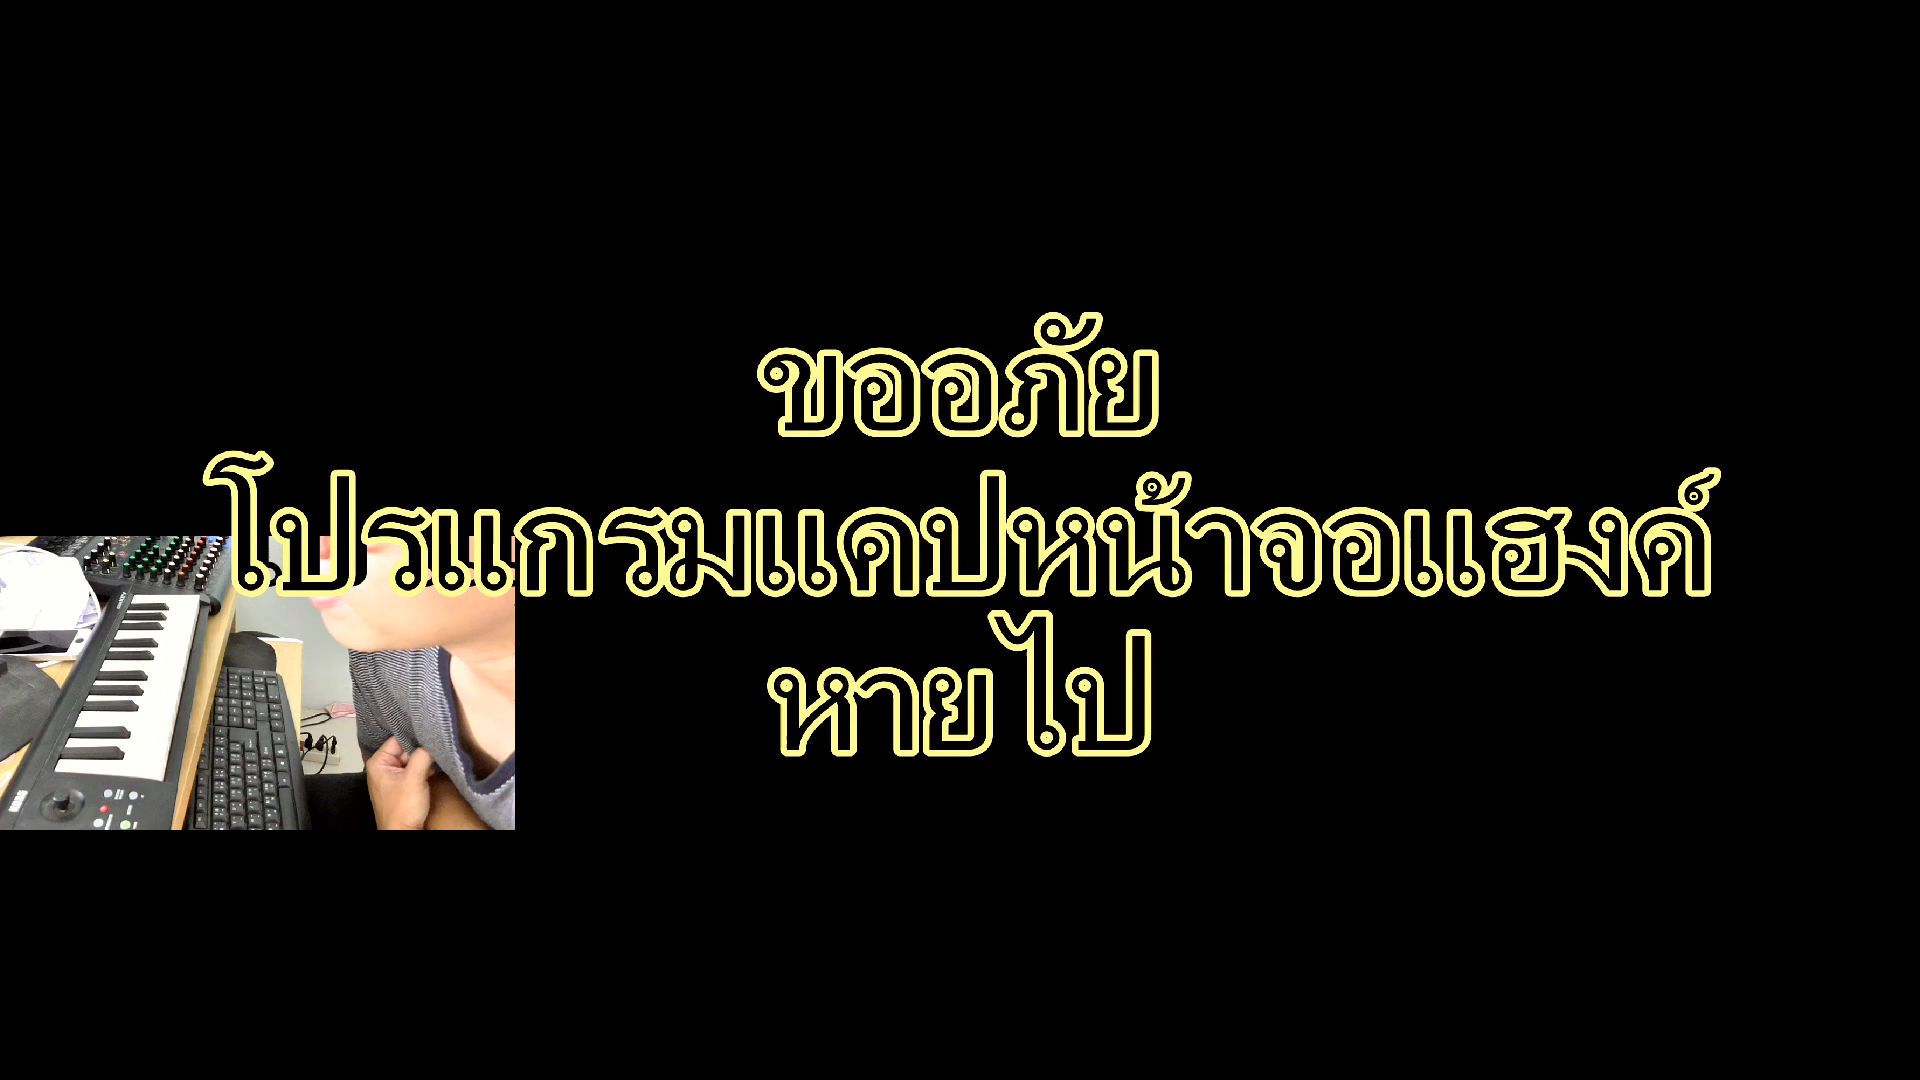 ขออภัย
โปรแกรมแคปหน้าจอแฮงค์
หายไป